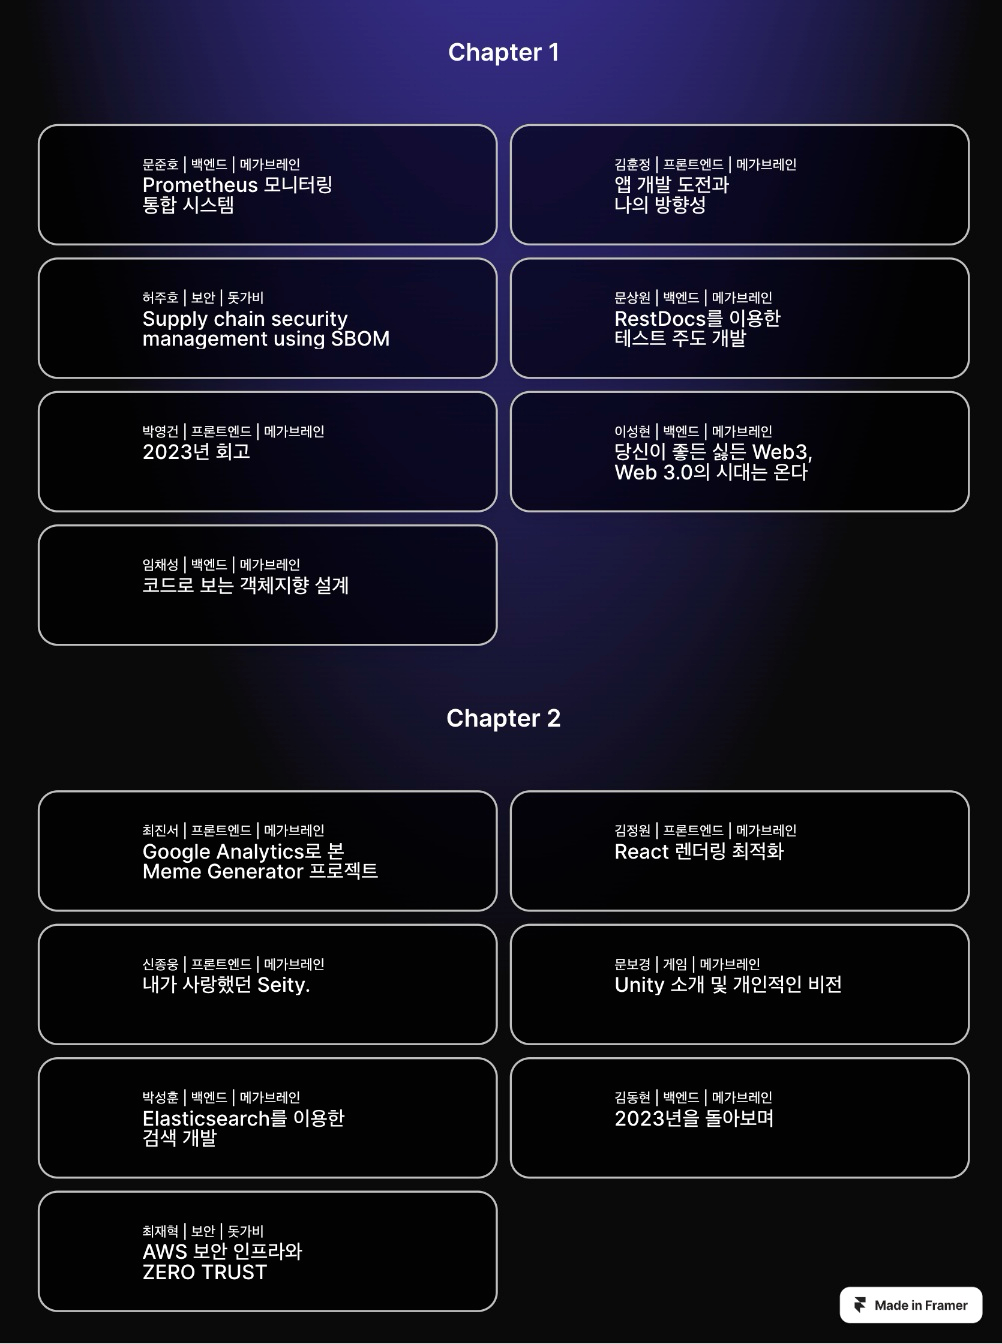 Chapter 1
문준호 | 백엔드 | 메가브레인
Prometheus 모니터링
통합 시스템
김훈정 | 프론트엔드 | 메가브레인
앱 개발 도전과
나의 방향성
허주호 | 보안 | 돗가비
Supply chain security
management using SBOM
문상원 | 백엔드 | 메가브레인
RestDocs를 이용한
테스트 주도 개발
박영건 | 프론트엔드 | 메가브레인
2023년 회고
이성현 | 백엔드 | 메가브레인
당신이 좋든 싫든 Web3,
Web 3.0의 시대는 온다
임채성 | 백엔드 | 메가브레인
코드로 보는 객체지향 설계
Chapter 2
최진서 | 프론트엔드 | 메가브레인
Google Analytics로 본
Meme Generator 프로젝트
김정원 | 프론트엔드 | 메가브레인
React 렌더링 최적화
신종웅 | 프론트엔드 | 메가브레인
내가 사랑했던 Seity.
문보경 | 게임 | 메가브레인
Unity 소개 및 개인적인 비전
박성훈 | 백엔드 | 메가브레인
Elasticsearch를 이용한
검색 개발
김동현 | 백엔드 | 메가브레인
2023년을 돌아보며
최재혁 | 보안 | 돗가비
AWS 보안 인프라와
ZERO TRUST
Made in Framer